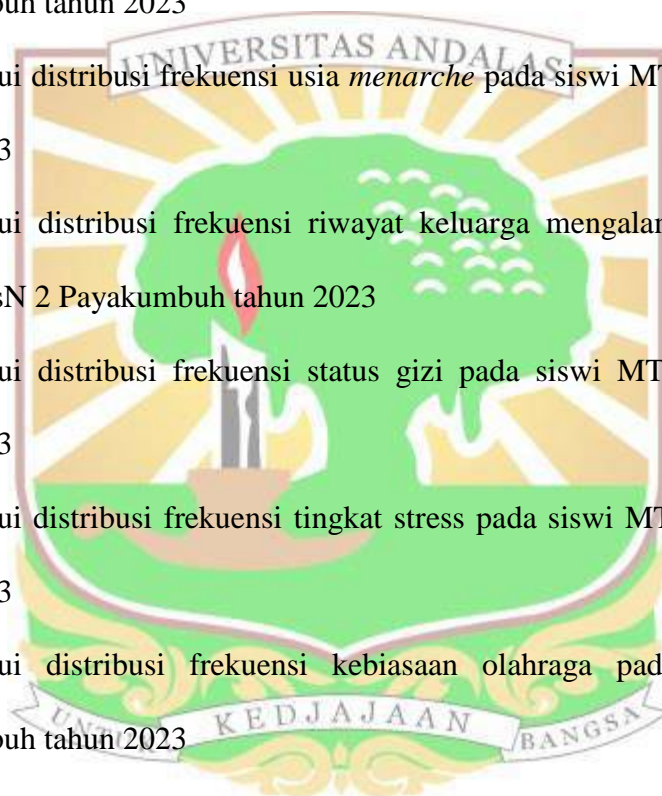 buh tahun 2023
UNIVERSITAS ANDALAS
ui distribusi frekuensi usia menarche pada siswi MT
3
ui distribusi frekuensi riwayat keluarga mengalan
sN 2 Payakumbuh tahun 2023
ui distribusi frekuensi status gizi pada siswi MT
3
ui distribusi frekuensi tingkat stress pada siswi MT
3
ui distribusi frekuensi kebiasaan olahraga pad
UNTUK KEDJAJAAN BANGSA
buh tahun 2023